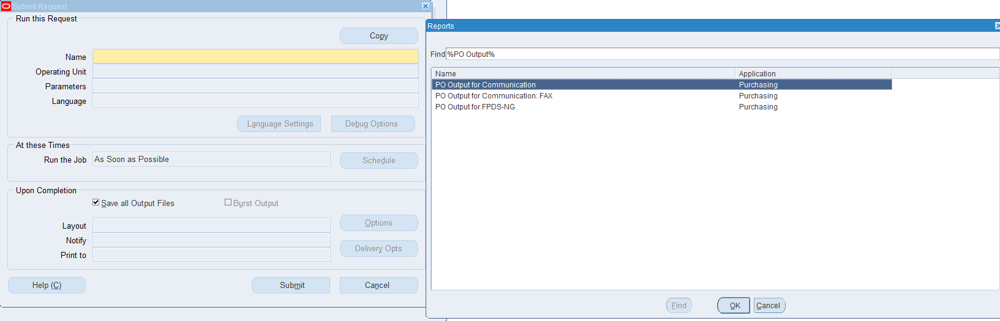 Submit Request
Run this Request
Copy
Name
Operating Unit
Parameters
Language
Language Settings
Debug Options
At these Times
Run the Job
As Soon as Possible
Schedule
Upon Completion
Save all Output Files
Burst Output
Layout
Options
Notify
Delivery Opts
Print to
Help (C)
Submit
Cancel
Reports
Find %PO Output%
Name Application
PO Output for Communication Purchasing
PO Output for Communication: FAX Purchasing
PO Output for FPDS-NG Purchasing
Find
OK
Cancel